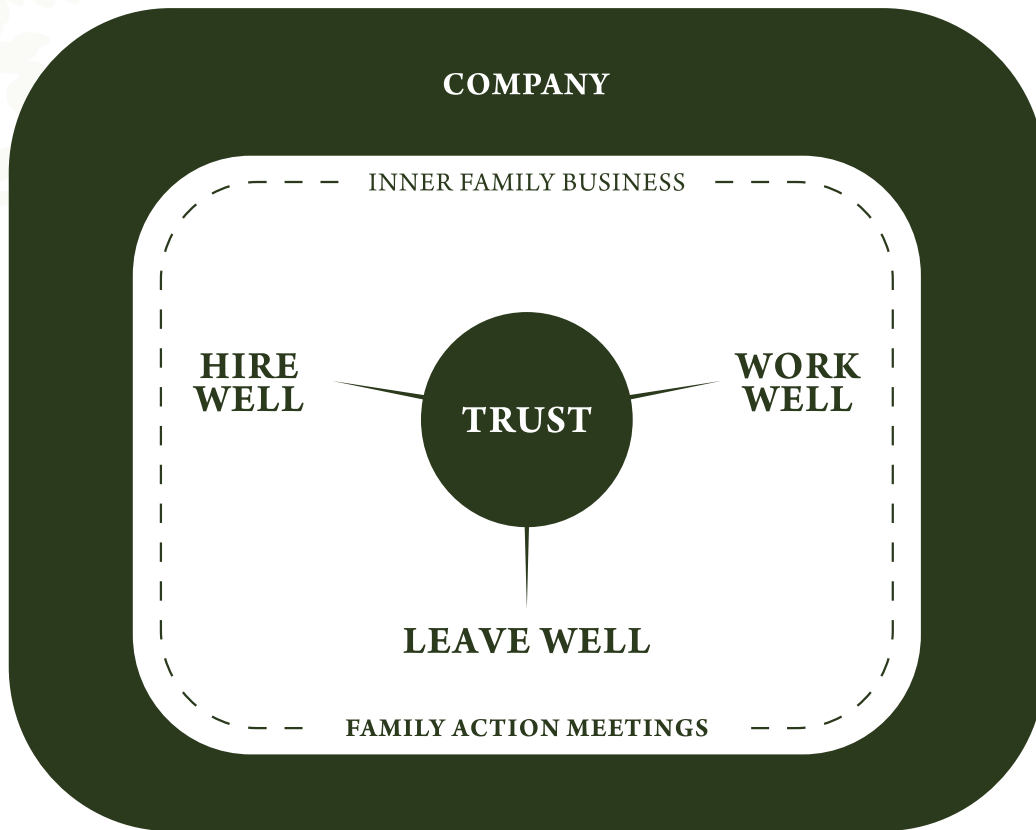 COMPANY
INNER FAMILY BUSINESS
HIRE
WELL
TRUST
WORK
WELL
LEAVE WELL
FAMILY ACTION MEETINGS